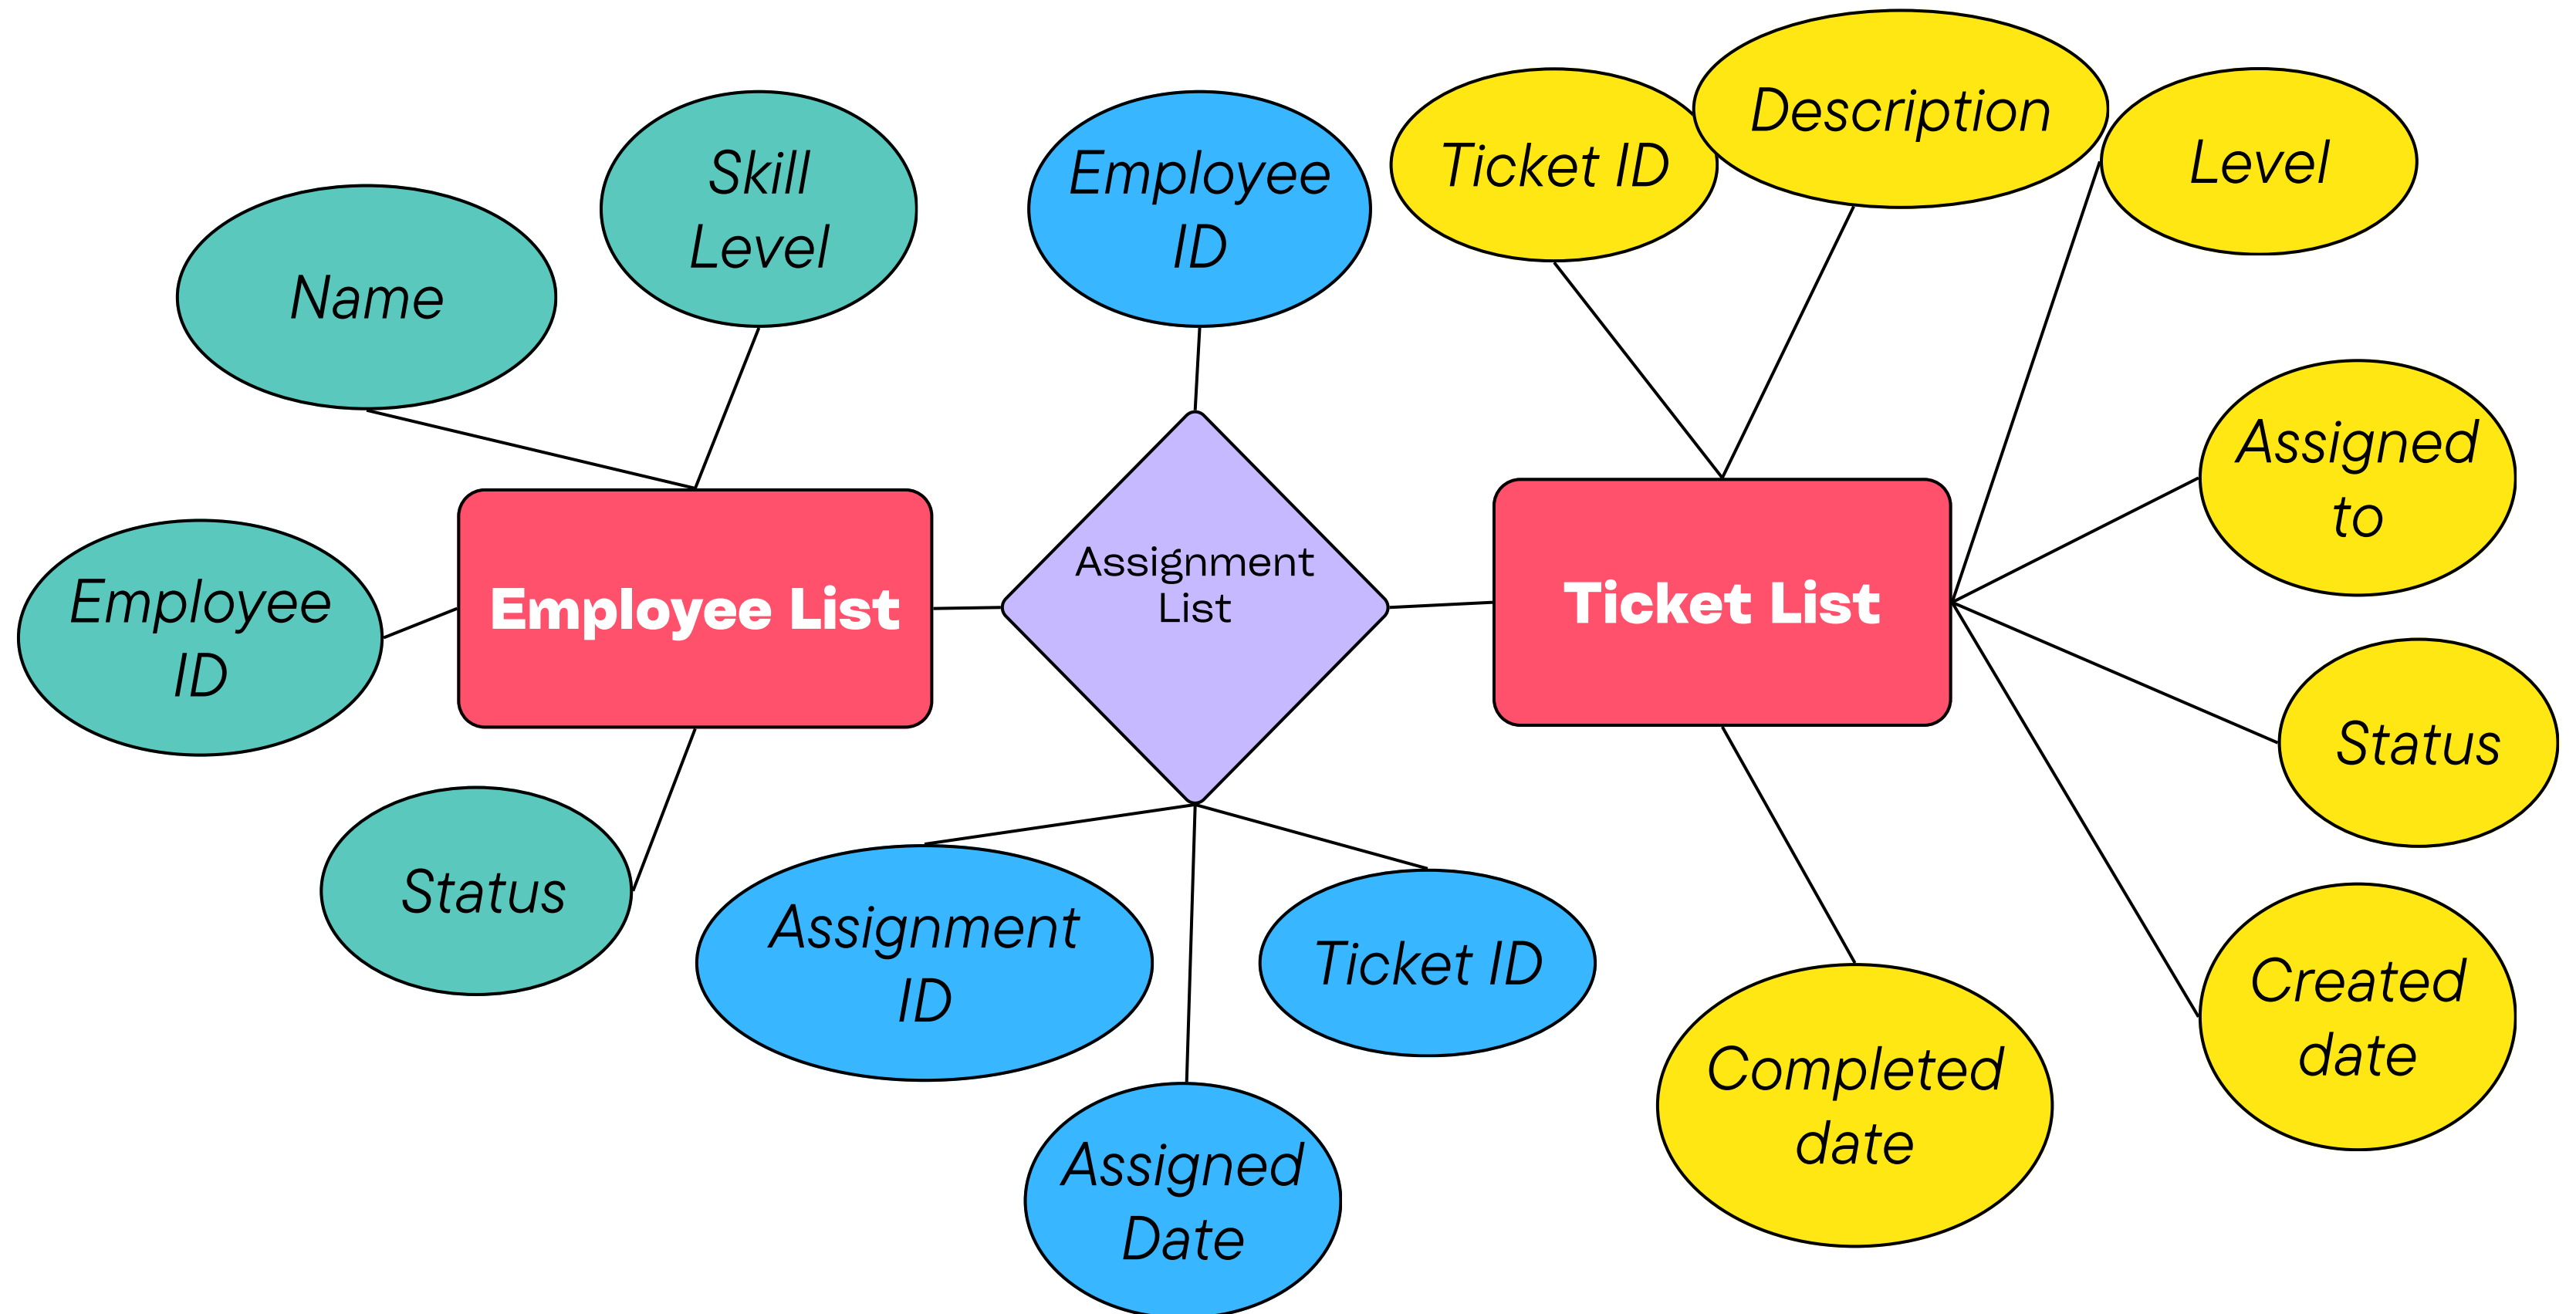 Description
Ticket ID
Level
Skill
Level
Employee
ID
Name
Assigned
to
Assignment
List
Employee List
Ticket List
Employee
ID
Status
Status
Assignment
ID
Ticket ID
Created
date
Completed
date
Assigned
Date